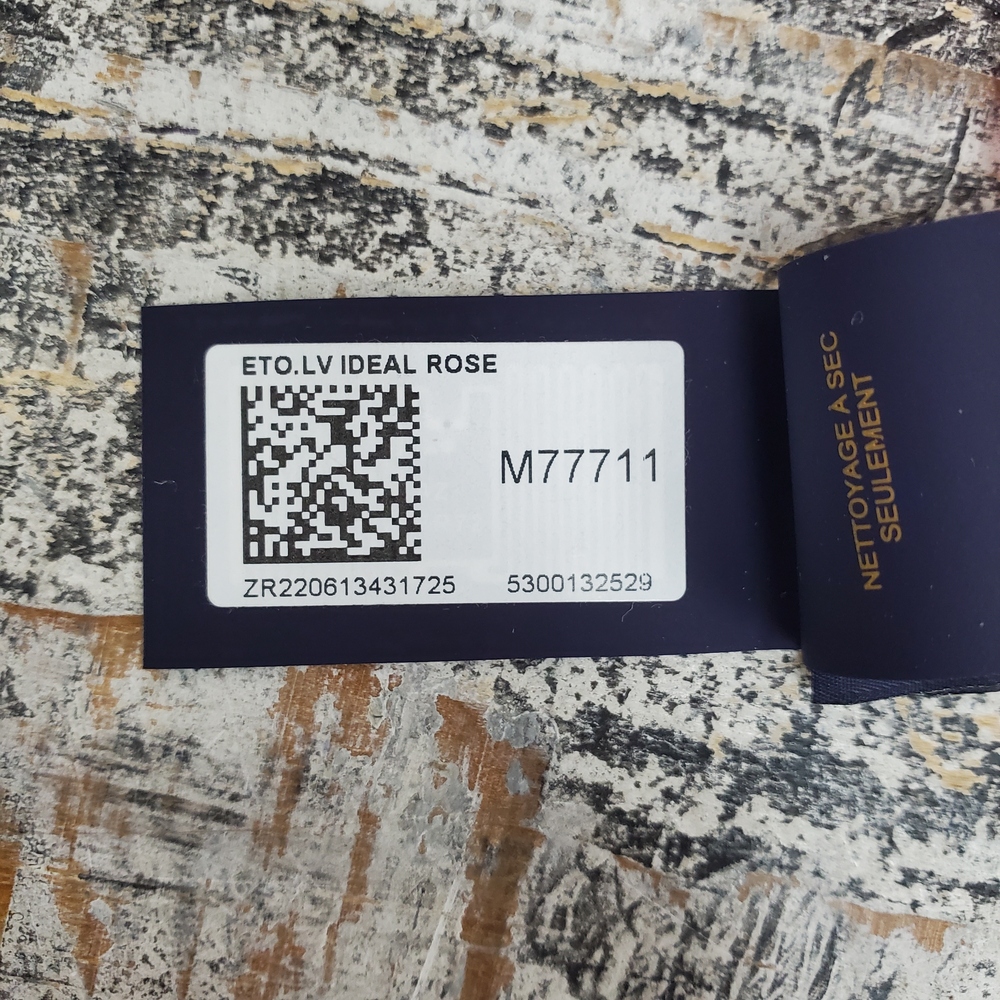 ETO.LV IDEAL ROSE
M77711
ZR220613431725 5300132529
NETTOYAGE A SEC
SEULEMENT